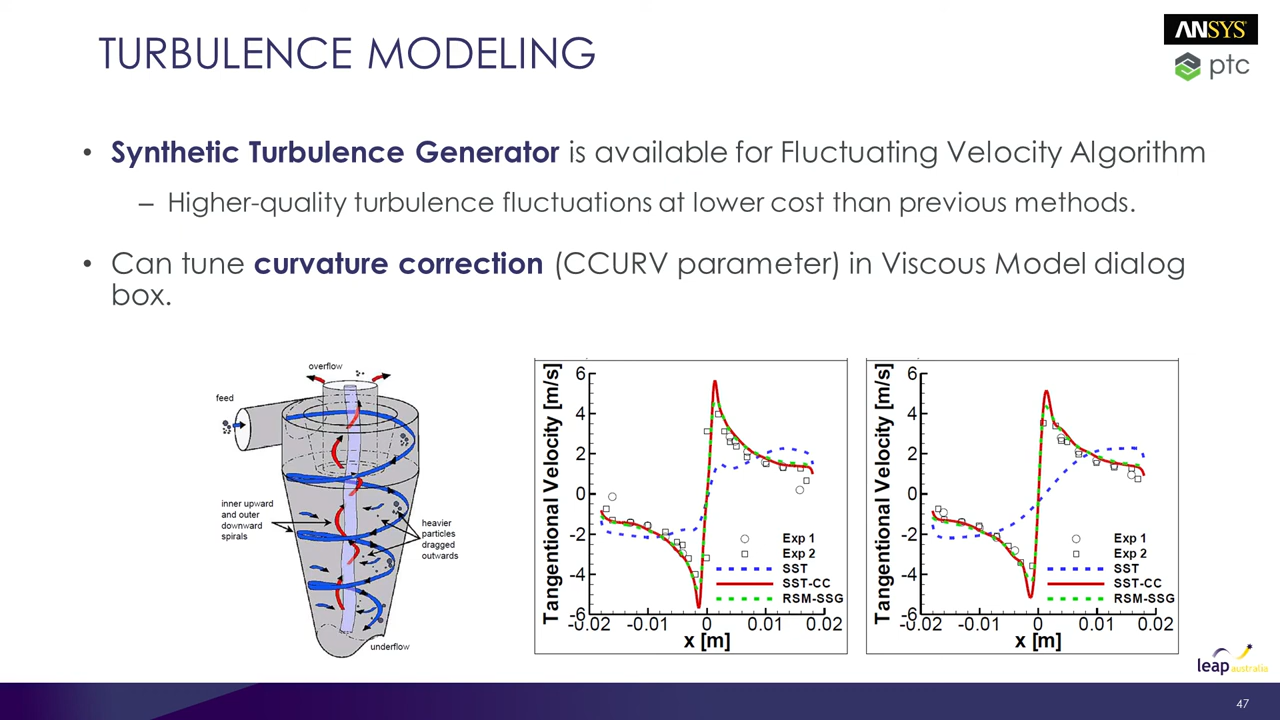 TURBULENCE MODELING
ANSYS
ptc
• Synthetic Turbulence Generator is available for Fluctuating Velocity Algorithm
– Higher-quality turbulence fluctuations at lower cost than previous methods.
• Can tune curvature correction (CCURV parameter) in Viscous Model dialog
box.
overflow
feed
inner upward
and outer
downward
spirals
heavier
particles
dragged
outwards
underflow
Tangentional Velocity [m/s]
6
4
2
0
-2
-4
-6
Exp 1
Exp 2
SST
SST-CC
RSM-SSG
-0.02 -0.01 0 0.01 0.02
x [m]
Tangentional Velocity [m/s]
6
4
2
0
-2
-4
-6
Exp 1
Exp 2
SST
SST-CC
RSM-SSG
-0.02 -0.01 0 0.01 0.02
x [m]
leap australia
47